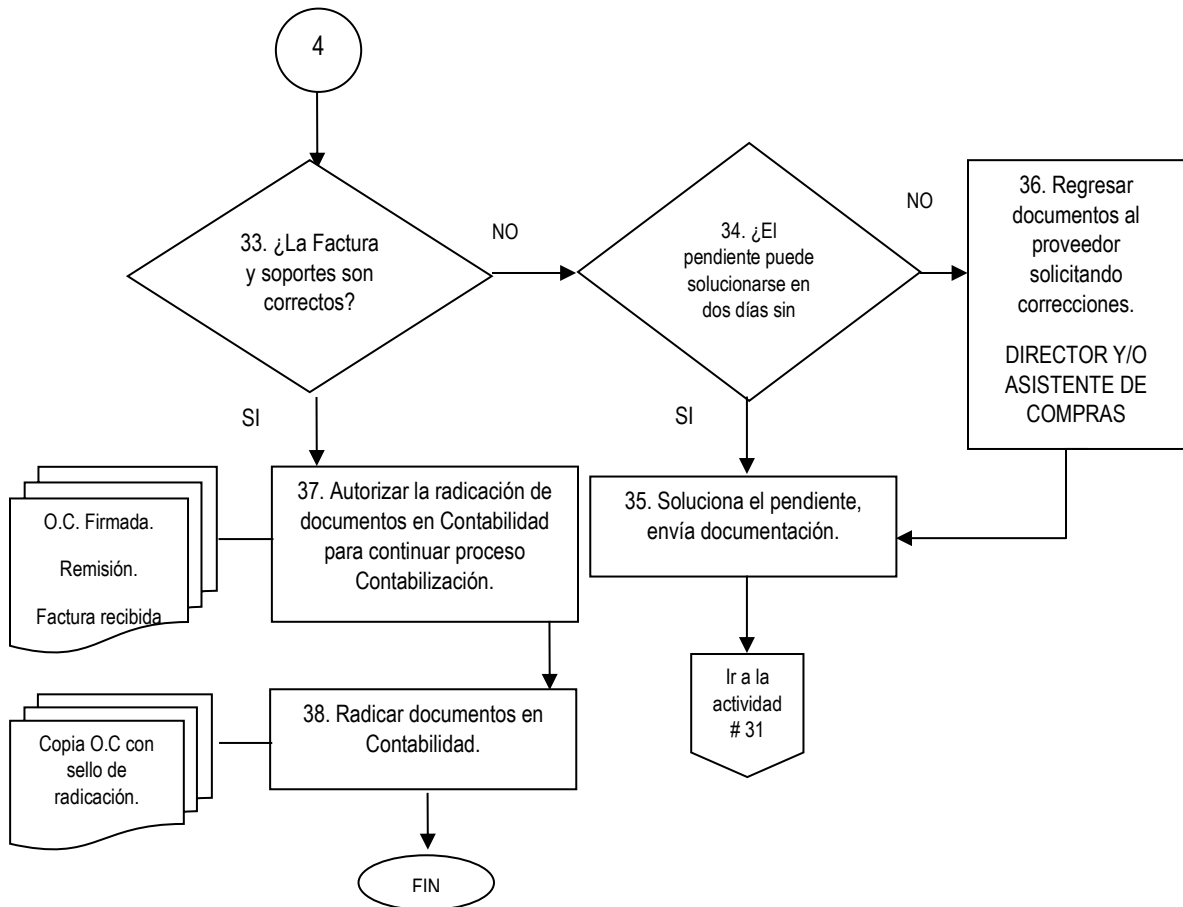 4
33. ¿La Factura
y soportes son
correctos?
NO
34. ¿El
pendiente puede
solucionarse en
dos días sin
NO
36. Regresar
documentos al
proveedor
solicitando
correcciones.
DIRECTOR Y/O
ASISTENTE DE
COMPRAS
SI
SI
O.C. Firmada.
Remisión.
Factura recibida
37. Autorizar la radicación de
documentos en Contabilidad
para continuar proceso
Contabilización.
35. Soluciona el pendiente,
envía documentación.
Ir a la
actividad
# 31
Copia O.C con
sello de
radicación.
38. Radicar documentos en
Contabilidad.
FIN